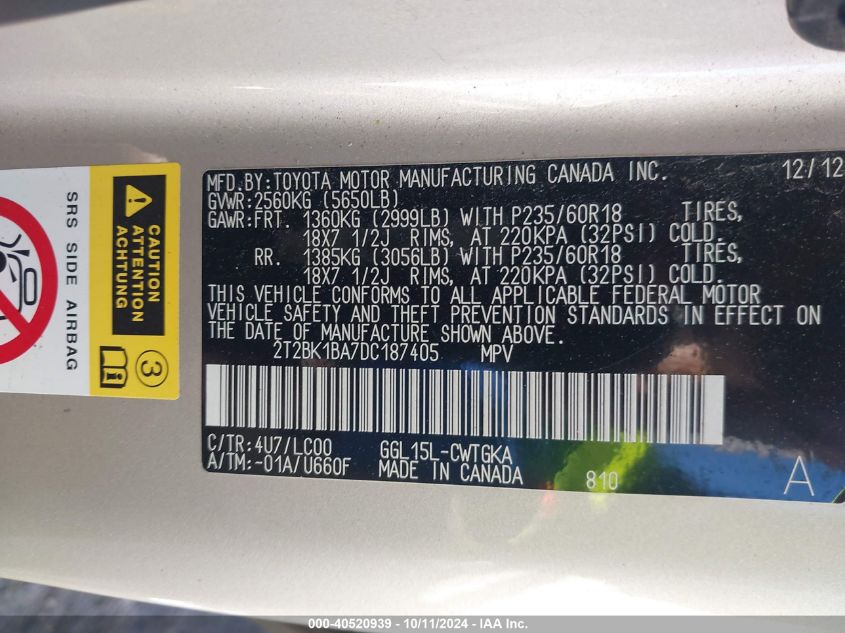 MFD.BY:TOYOTA MOTOR MANUFACTURING CANADA INC. 12/12
GVWR:2560KG (5650LB)
GAWR:FRT. 1360KG (2999LB) WITH P235/60R18 TIRES,
18X7 1/2J RIMS, AT 220KPA (32PSI) COLD.
RR. 1385KG (3056LB) WITH P235/60R18 TIRES,
18X7 1/2J RIMS, AT 220KPA (32PSI) COLD.
THIS VEHICLE CONFORMS TO ALL APPLICABLE FEDERAL MOTOR
VEHICLE SAFETY AND THEFT PREVENTION STANDARDS IN EFFECT ON
THE DATE OF MANUFACTURE SHOWN ABOVE.
2T2BK1BA7DC187405 MPV
C/TR:4U7/LC00 GGL15L-CWTGKA
A/TM:-01A/U660F MADE IN CANADA 810 A
CAUTION
ATTENTION
SRS SIDE AIRBAG
3
000-40520939 - 10/11/2024 - IAA Inc.